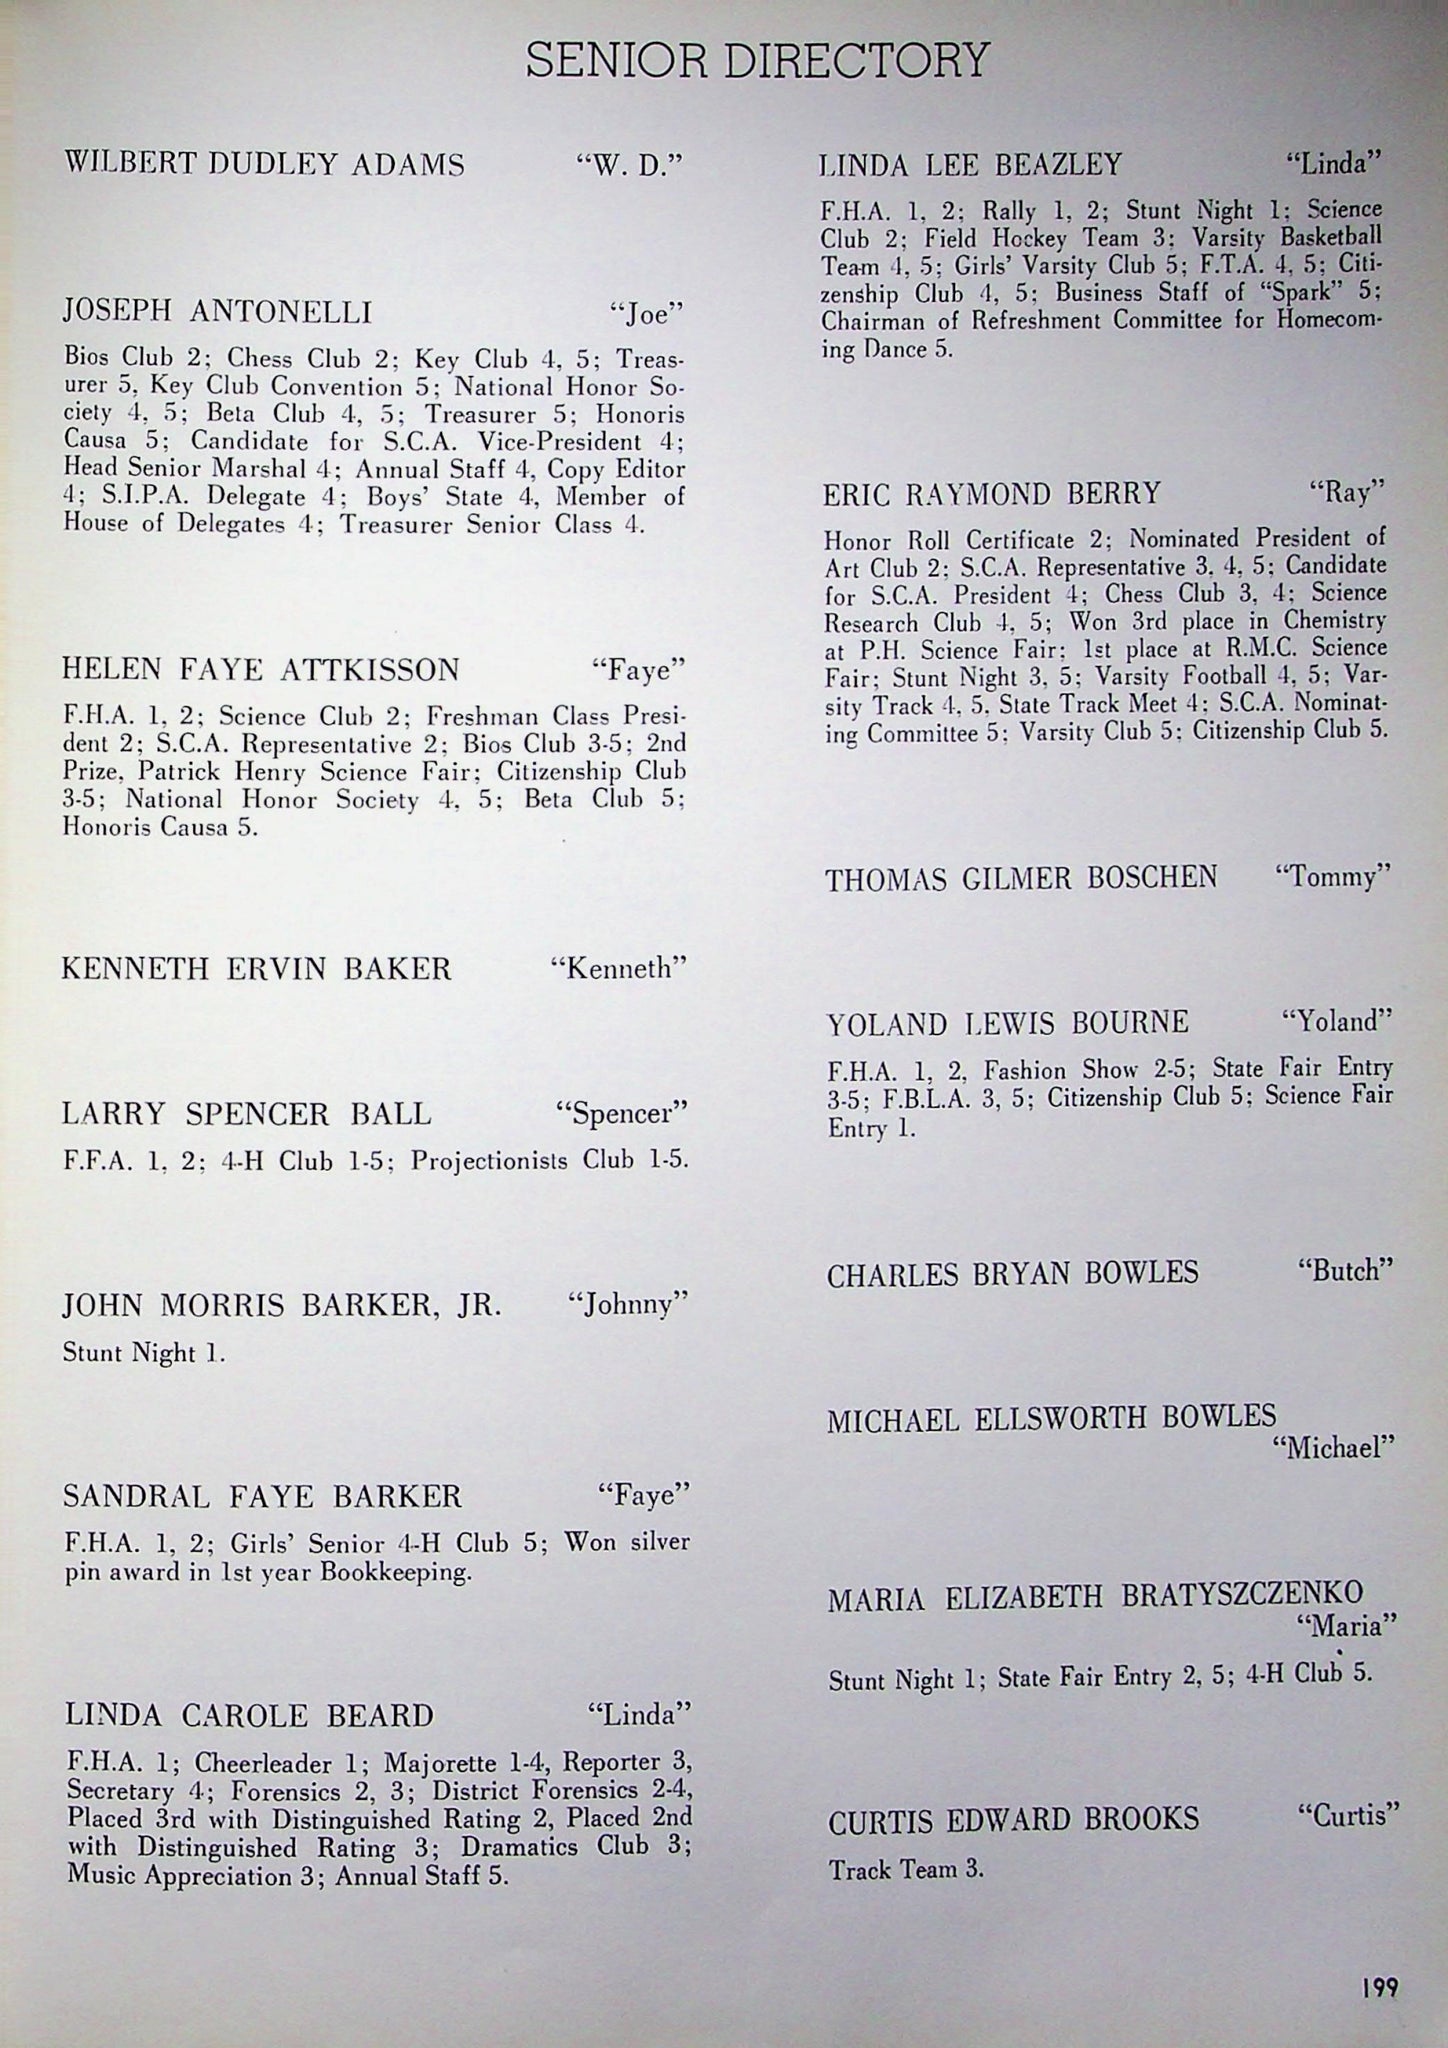 SENIOR DIRECTORY
WILBERT DUDLEY ADAMS "W. D."
JOSEPH ANTONELLI "Joe"
Bios Club 2; Chess Club 2; Key Club 4, 5; Treas-
urer 5, Key Club Convention 5; National Honor So-
ciety 4, 5; Beta Club 4, 5; Treasurer 5; Honoris
Causa 5; Candidate for S.C.A. Vice-President 4;
Head Senior Marshal 4; Annual Staff 4, Copy Editor
4; S.I.P.A. Delegate 4; Boys' State 4, Member of
House of Delegates 4; Treasurer Senior Class 4.
HELEN FAYE ATTKISSON "Faye"
F.H.A. 1, 2; Science Club 2; Freshman Class Presi-
dent 2; S.C.A. Representative 2; Bios Club 3-5; 2nd
Prize, Patrick Henry Science Fair; Citizenship Club
3-5; National Honor Society 4, 5; Beta Club 5;
Honoris Causa 5.
KENNETH ERVIN BAKER "Kenneth"
LARRY SPENCER BALL "Spencer"
F.F.A. 1, 2; 4-H Club 1-5; Projectionists Club 1-5.
JOHN MORRIS BARKER, JR. "Johnny"
Stunt Night 1.
SANDRAL FAYE BARKER "Faye"
F.H.A. 1, 2; Girls' Senior 4-H Club 5; Won silver
pin award in 1st year Bookkeeping.
LINDA CAROLE BEARD "Linda"
F.H.A. 1; Cheerleader 1; Majorette 1-4, Reporter 3,
Secretary 4; Forensics 2, 3; District Forensics 2-4,
Placed 3rd with Distinguished Rating 2, Placed 2nd
with Distinguished Rating 3; Dramatics Club 3;
Music Appreciation 3; Annual Staff 5.
LINDA LEE BEAZLEY "Linda"
F.H.A. 1, 2; Rally 1, 2; Stunt Night 1; Science
Club 2; Field Hockey Team 3; Varsity Basketball
Team 4, 5; Girls' Varsity Club 5; F.T.A. 4, 5; Citi-
zenship Club 4, 5; Business Staff of "Spark" 5;
Chairman of Refreshment Committee for Homecom-
ing Dance 5.
ERIC RAYMOND BERRY "Ray"
Honor Roll Certificate 2; Nominated President of
Art Club 2; S.C.A. Representative 3, 4, 5; Candidate
for S.C.A. President 4; Chess Club 3, 4; Science
Research Club 4, 5; Won 3rd place in Chemistry
at P.H. Science Fair; 1st place at R.M.C. Science
Fair; Stunt Night 3, 5; Varsity Football 4, 5; Var-
sity Track 4, 5, State Track Meet 4; S.C.A. Nominat-
ing Committee 5; Varsity Club 5; Citizenship Club 5.
THOMAS GILMER BOSCHEN "Tommy"
YOLAND LEWIS BOURNE "Yoland"
F.H.A. 1, 2, Fashion Show 2-5; State Fair Entry
3-5; F.B.L.A. 3, 5; Citizenship Club 5; Science Fair
Entry 1.
CHARLES BRYAN BOWLES "Butch"
MICHAEL ELLSWORTH BOWLES
"Michael"
MARIA ELIZABETH BRATYSZCZENKO
"Maria"
Stunt Night 1; State Fair Entry 2, 5; 4-H Club 5.
CURTIS EDWARD BROOKS "Curtis"
Track Team 3.
199